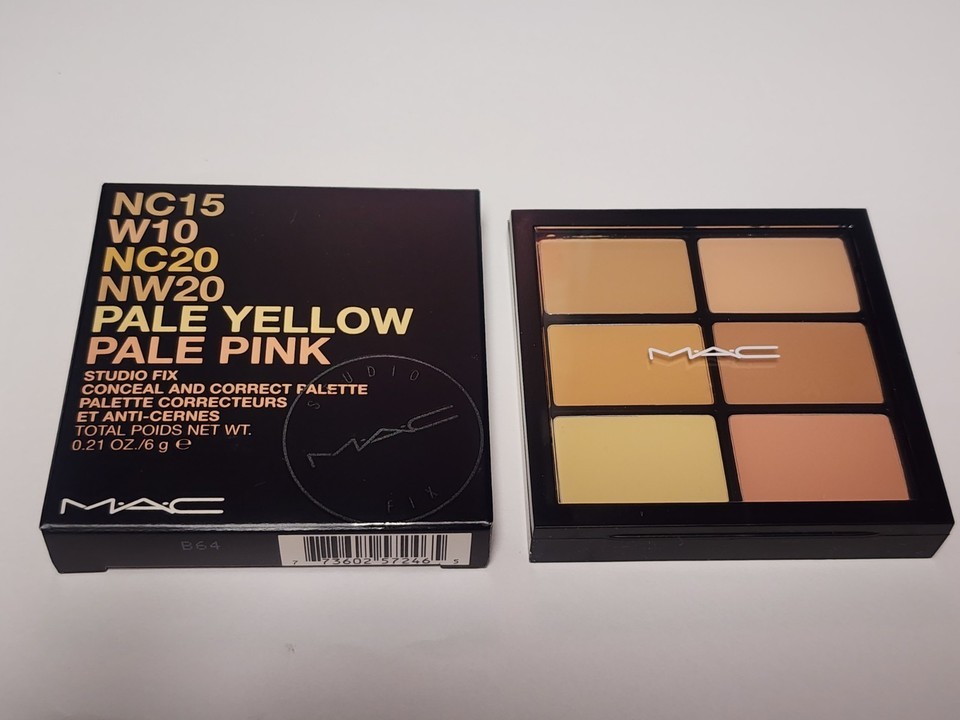 NC15
W10
NC20
NW20
PALE YELLOW
PALE PINK
STUDIO FIX
CONCEAL AND CORRECT PALETTE
PALETTE CORRECTEURS
ET ANTI-CERNES
TOTAL POIDS NET WT.
0.21 OZ./6 g ℮
STUDIO
MAC
FIX
M·A·C
B64
7 73602 57246 5
M·A·C